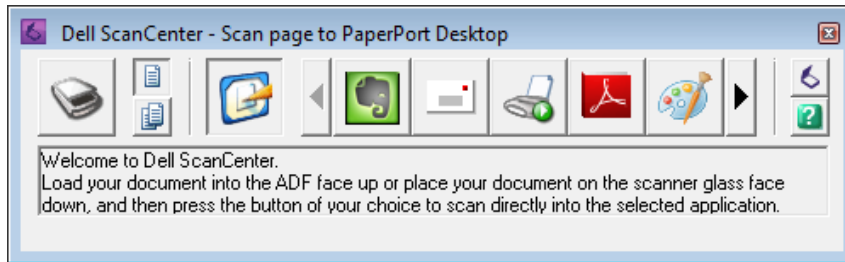 Dell ScanCenter - Scan page to PaperPort Desktop
Welcome to Dell ScanCenter.
Load your document into the ADF face up or place your document on the scanner glass face
down, and then press the button of your choice to scan directly into the selected application.